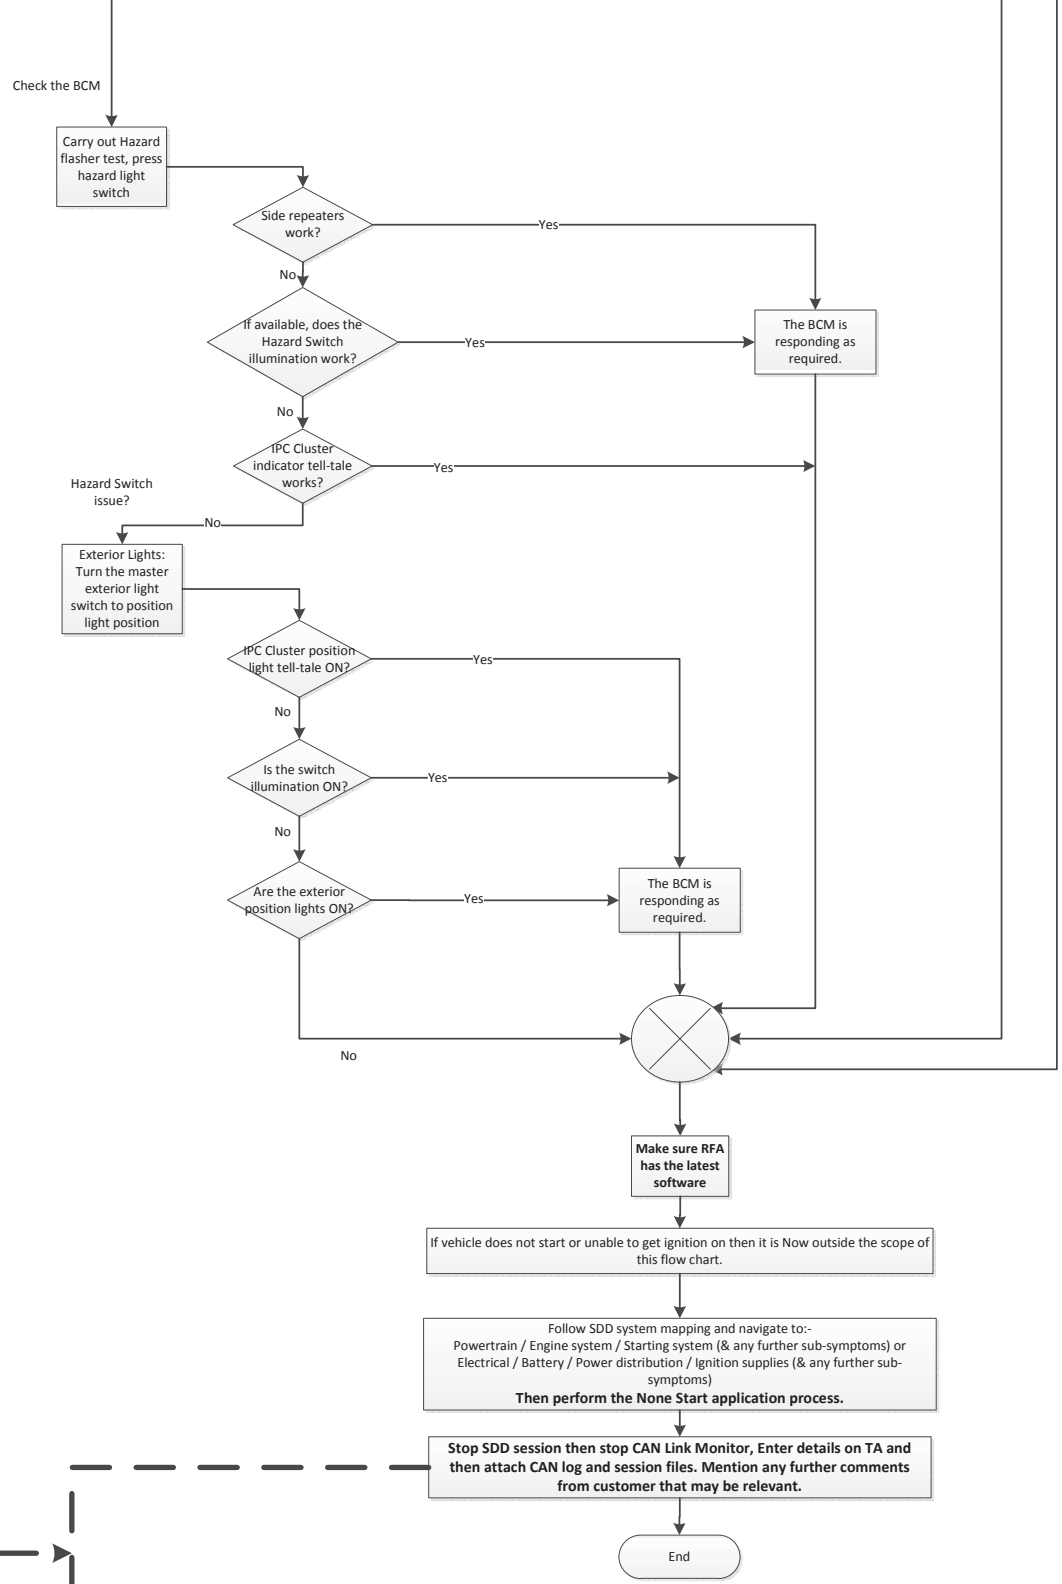 Check the BCM
Carry out Hazard
flasher test, press
hazard light
switch
Side repeaters
work?
Yes
No
If available, does the
Hazard Switch
illumination work?
Yes
The BCM is
responding as
required.
No
IPC Cluster
indicator tell-tale
works?
Yes
Hazard Switch
issue?
No
Exterior Lights:
Turn the master
exterior light
switch to position
light position
IPC Cluster position
light tell-tale ON?
Yes
No
Is the switch
illumination ON?
Yes
No
Are the exterior
position lights ON?
Yes
The BCM is
responding as
required.
No
Make sure RFA
has the latest
software
If vehicle does not start or unable to get ignition on then it is Now outside the scope of
this flow chart.
Follow SDD system mapping and navigate to:-
Powertrain / Engine system / Starting system (& any further sub-symptoms) or
Electrical / Battery / Power distribution / Ignition supplies (& any further sub-
symptoms)
Then perform the None Start application process.
Stop SDD session then stop CAN Link Monitor, Enter details on TA and
then attach CAN log and session files. Mention any further comments
from customer that may be relevant.
End